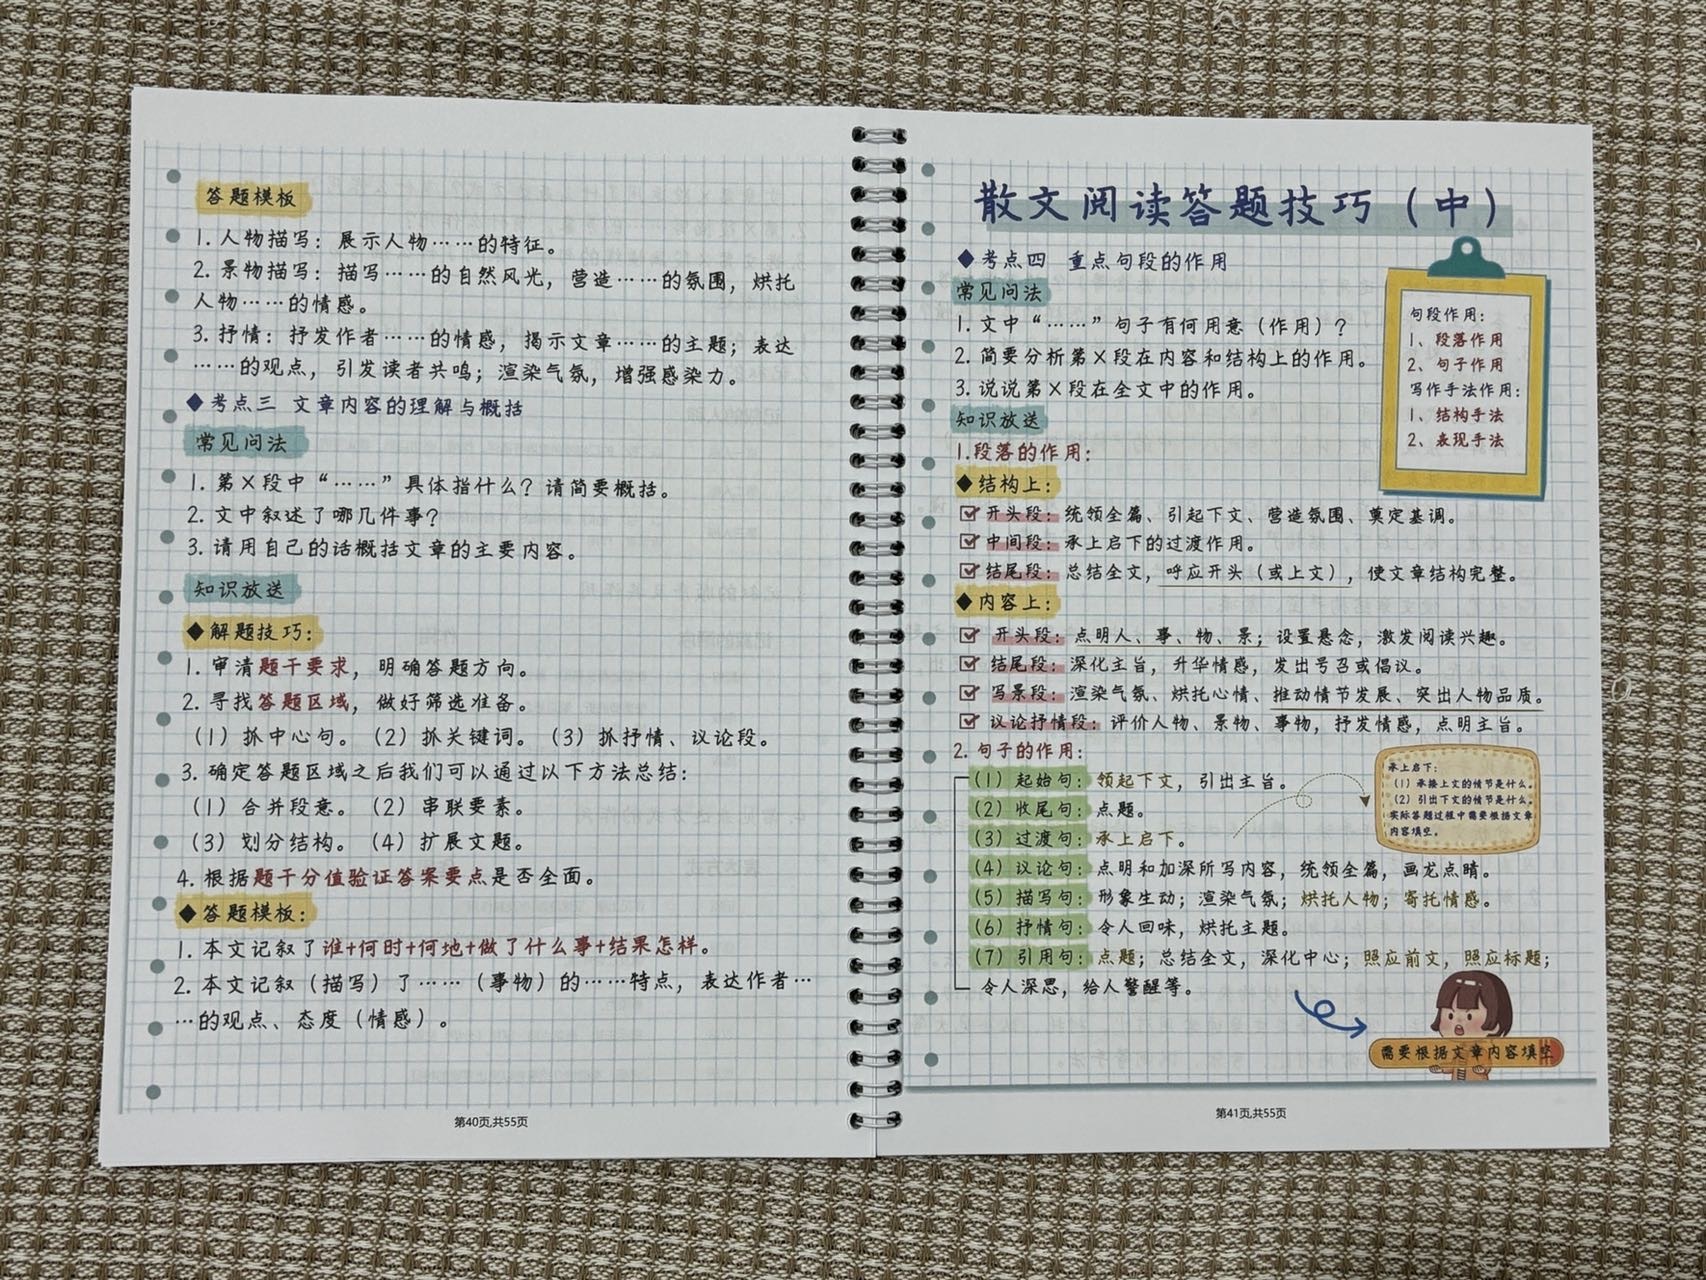 答题模板
1. 人物描写：展示人物……的特征。
2. 景物描写：描写……的自然风光，营造……的氛围，烘托
人物……的情感。
3. 抒情：抒发作者……的情感，揭示文章……的主题；表达
……的观点，引发读者共鸣；渲染气氛，增强感染力。
◆考点三 文章内容的理解与概括
常见问法
1. 第X段中“……”具体指什么？请简要概括。
2. 文中叙述了哪几件事？
3. 请用自己的话概括文章的主要内容。
知识放送
◆解题技巧：
1. 审清题干要求，明确答题方向。
2. 寻找答题区域，做好筛选准备。
（1）抓中心句。（2）抓关键词。（3）抓抒情、议论段。
3. 确定答题区域之后我们可以通过以下方法总结：
（1）合并段意。（2）串联要素。
（3）划分结构。（4）扩展文题。
4. 根据题干分值验证答案要点是否全面。
◆答题模板：
1. 本文记叙了谁+何时+何地+做了什么事+结果怎样。
2. 本文记叙（描写）了……（事物）的……特点，表达作者…
…的观点、态度（情感）。
第40页,共55页
散文阅读答题技巧（中）
◆考点四 重点句段的作用
常见问法
1. 文中“……”句子有何用意（作用）？
2. 简要分析第X段在内容和结构上的作用。
3. 说说第X段在全文中的作用。
句段作用：
1、段落作用
2、句子作用
写作手法作用：
1、结构手法
2、表现手法
知识放送
1.段落的作用：
◆结构上：
开头段：统领全篇、引起下文、营造氛围、奠定基调。
中间段：承上启下的过渡作用。
结尾段：总结全文，呼应开头（或上文），使文章结构完整。
◆内容上：
开头段：点明人、事、物、景；设置悬念，激发阅读兴趣。
结尾段：深化主旨，升华情感，发出号召或倡议。
写景段：渲染气氛、烘托心情、推动情节发展、突出人物品质。
议论抒情段：评价人物、景物、事物，抒发情感，点明主旨。
2. 句子的作用：
（1）起始句：领起下文，引出主旨。
（2）收尾句：点题。
（3）过渡句：承上启下。
（4）议论句：点明和加深所写内容，统领全篇，画龙点睛。
（5）描写句：形象生动；渲染气氛；烘托人物；寄托情感。
（6）抒情句：令人回味，烘托主题。
（7）引用句：点题；总结全文，深化中心；照应前文，照应标题；
令人深思，给人警醒等。
承上启下：
（1）承接上文的情节是什么。
（2）引出下文的情节是什么。
实际答题过程中需要根据文章
内容填空。
需要根据文章内容填空
第41页,共55页